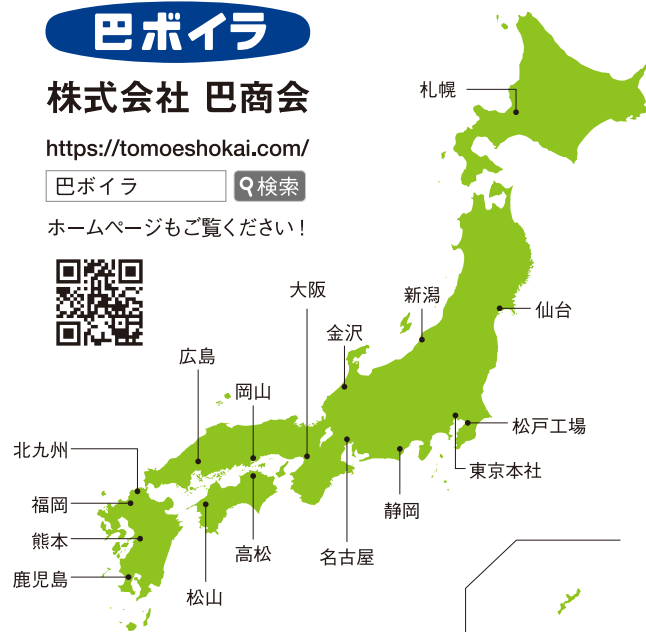 巴ボイラ
株式会社 巴商会
https://tomoeshokai.com/
巴ボイラ 検索
ホームページもご覧ください！
札幌
大阪
新潟
仙台
金沢
広島
岡山
松戸工場
北九州
東京本社
福岡
静岡
熊本
高松
名古屋
鹿児島
松山